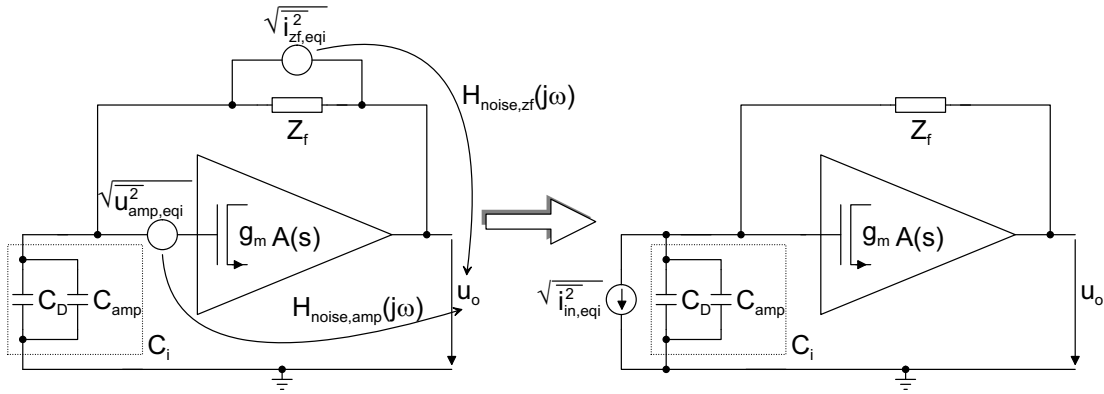 √i²zf,eqi
Hnoise,zf(jω)
Zf
√u²amp,eqi
gm A(s)
CD
Camp
Ci
Hnoise,amp(jω)
uo
Zf
gm A(s)
√i²in,eqi
CD
Camp
Ci
uo